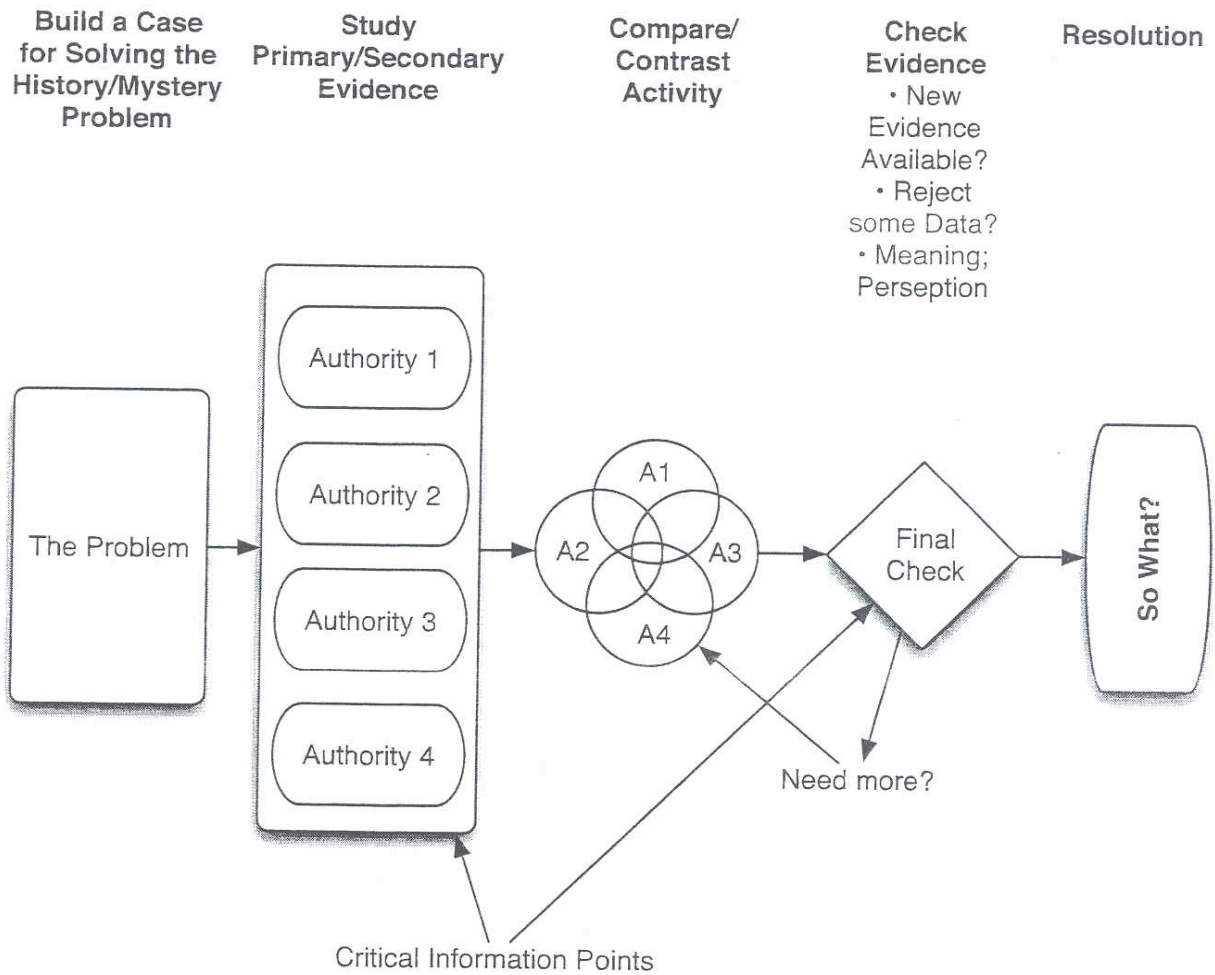 Build a Case
for Solving the
History/Mystery
Problem
Study
Primary/Secondary
Evidence
Compare/
Contrast
Activity
Check
Evidence
• New
Evidence
Available?
• Reject
some Data?
• Meaning;
Perseption
Resolution
The Problem
Authority 1
Authority 2
Authority 3
Authority 4
A1
A2
A3
A4
Final
Check
So What?
Need more?
Critical Information Points